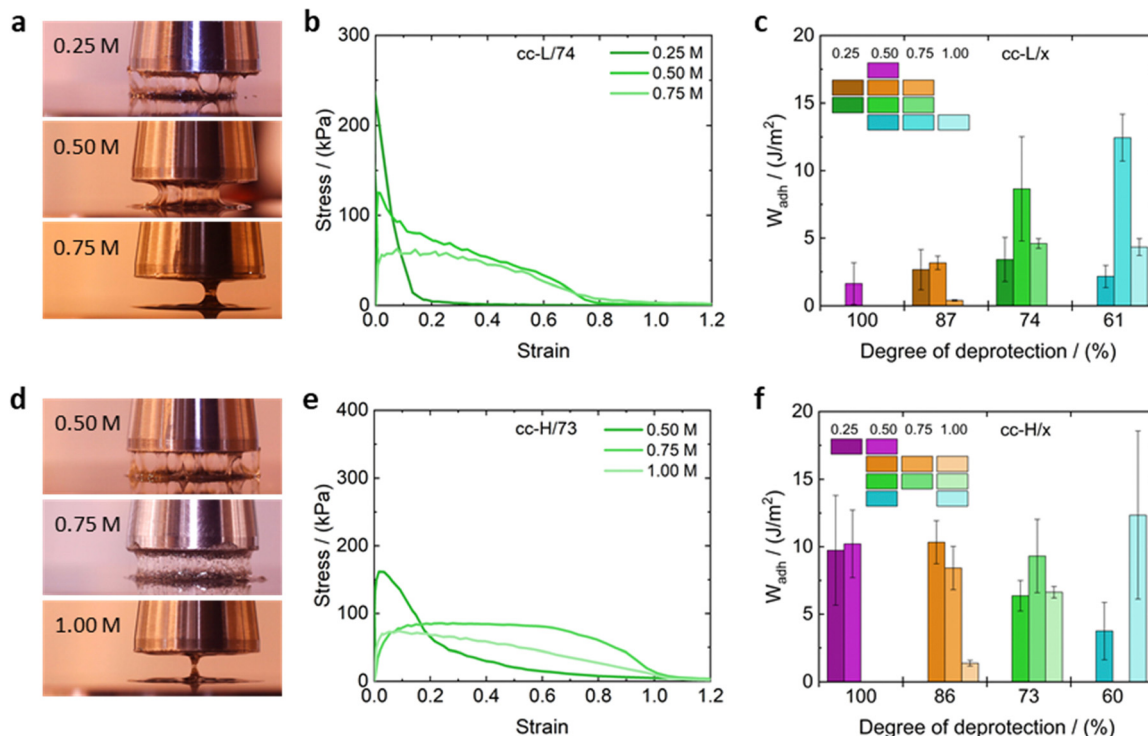 a
0.25 M
0.50 M
0.75 M
b
cc-L/74
0.25 M
0.50 M
0.75 M
300
200
100
0
Stress / (kPa)
0.0 0.2 0.4 0.6 0.8 1.0 1.2
Strain
c
0.25 0.50 0.75 1.00
cc-L/x
20
15
10
5
0
W_adh / (J/m²)
100 87 74 61
Degree of deprotection / (%)
d
0.50 M
0.75 M
1.00 M
e
cc-H/73
0.50 M
0.75 M
1.00 M
400
300
200
100
0
Stress / (kPa)
0.0 0.2 0.4 0.6 0.8 1.0 1.2
Strain
f
0.25 0.50 0.75 1.00
cc-H/x
20
15
10
5
0
W_adh / (J/m²)
100 86 73 60
Degree of deprotection / (%)